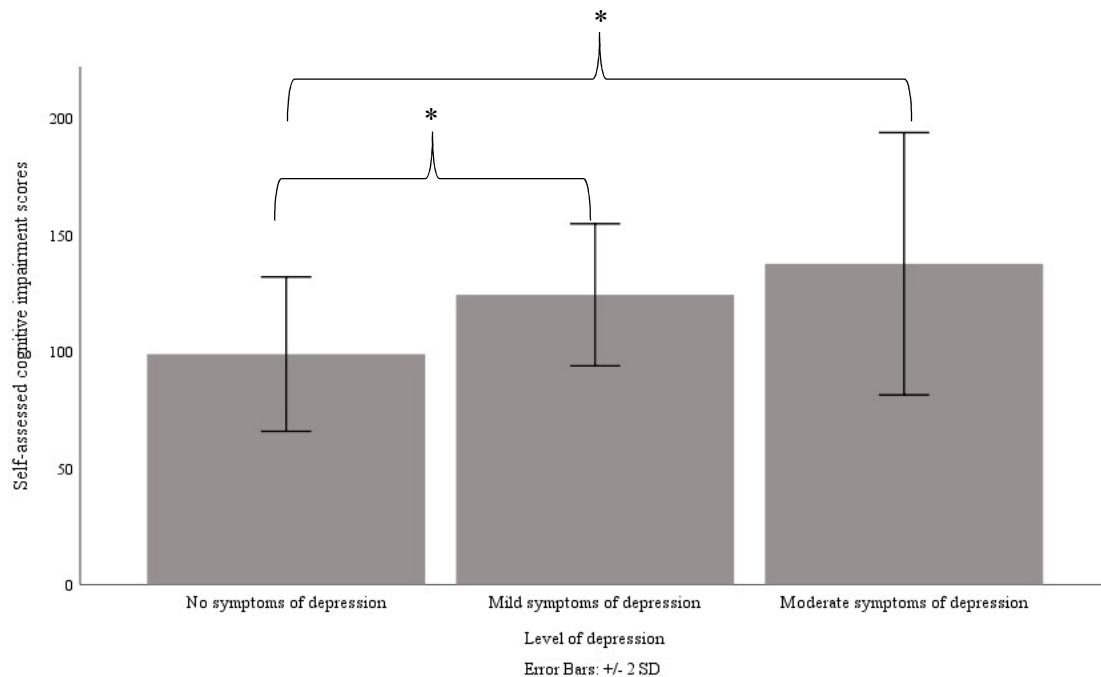 *
*
200
150
100
50
0
Self-assessed cognitive impairment scores
No symptoms of depression
Mild symptoms of depression
Moderate symptoms of depression
Level of depression
Error Bars: +/- 2 SD